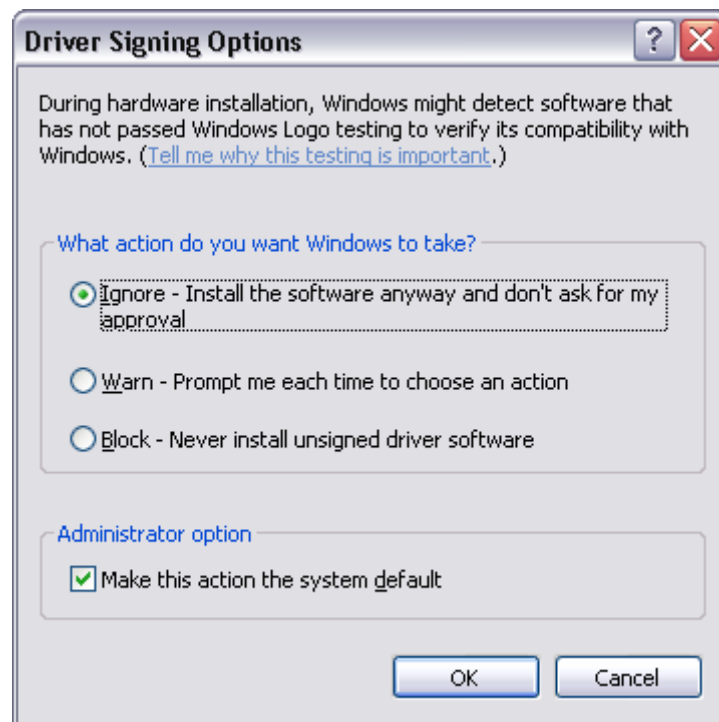 Driver Signing Options
?
During hardware installation, Windows might detect software that
has not passed Windows Logo testing to verify its compatibility with
Windows. (Tell me why this testing is important.)
What action do you want Windows to take?
Ignore - Install the software anyway and don't ask for my
approval
Warn - Prompt me each time to choose an action
Block - Never install unsigned driver software
Administrator option
Make this action the system default
OK Cancel